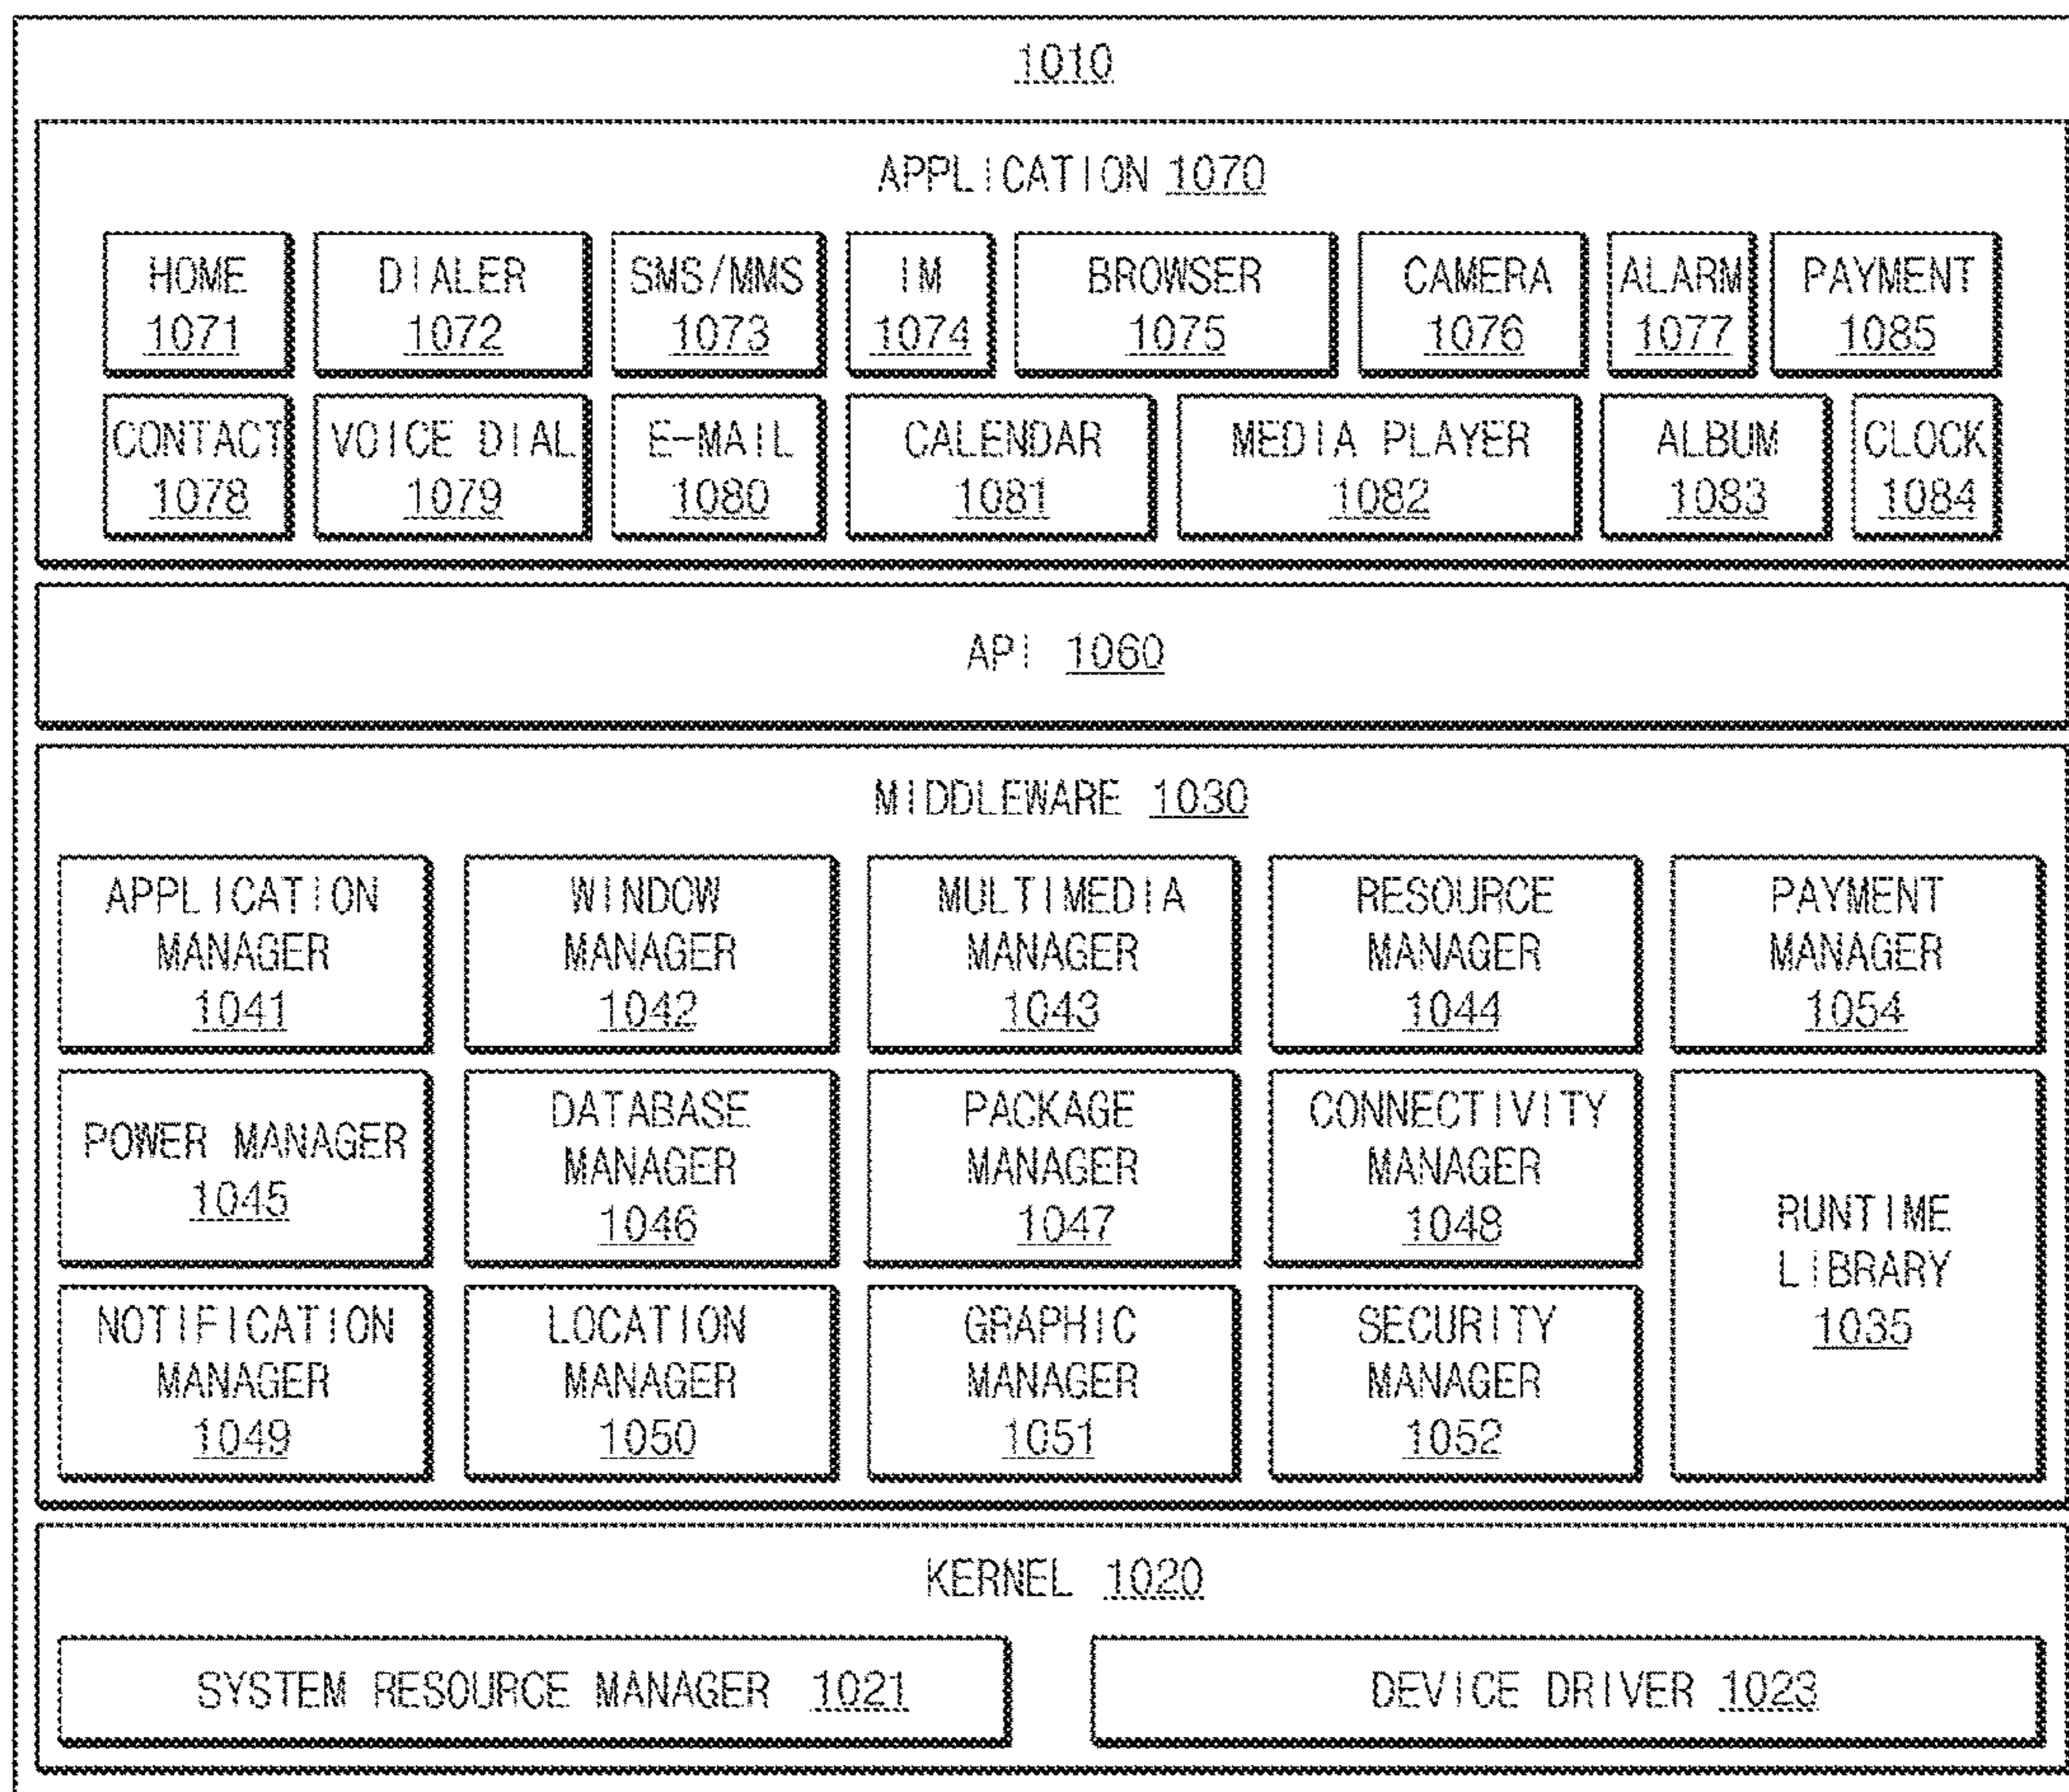 1010
APPLICATION 1070
HOME
1071
DIALER
1072
SMS/MMS
1073
IM
1074
BROWSER
1075
CAMERA
1076
ALARM
1077
PAYMENT
1085
CONTACT
1078
VOICE DIAL
1079
E-MAIL
1080
CALENDAR
1081
MEDIA PLAYER
1082
ALBUM
1083
CLOCK
1084
API 1060
MIDDLEWARE 1030
APPLICATION
MANAGER
1041
WINDOW
MANAGER
1042
MULTIMEDIA
MANAGER
1043
RESOURCE
MANAGER
1044
PAYMENT
MANAGER
1054
POWER MANAGER
1045
DATABASE
MANAGER
1046
PACKAGE
MANAGER
1047
CONNECTIVITY
MANAGER
1048
RUNTIME
LIBRARY
1035
NOTIFICATION
MANAGER
1049
LOCATION
MANAGER
1050
GRAPHIC
MANAGER
1051
SECURITY
MANAGER
1052
KERNEL 1020
SYSTEM RESOURCE MANAGER 1021
DEVICE DRIVER 1023